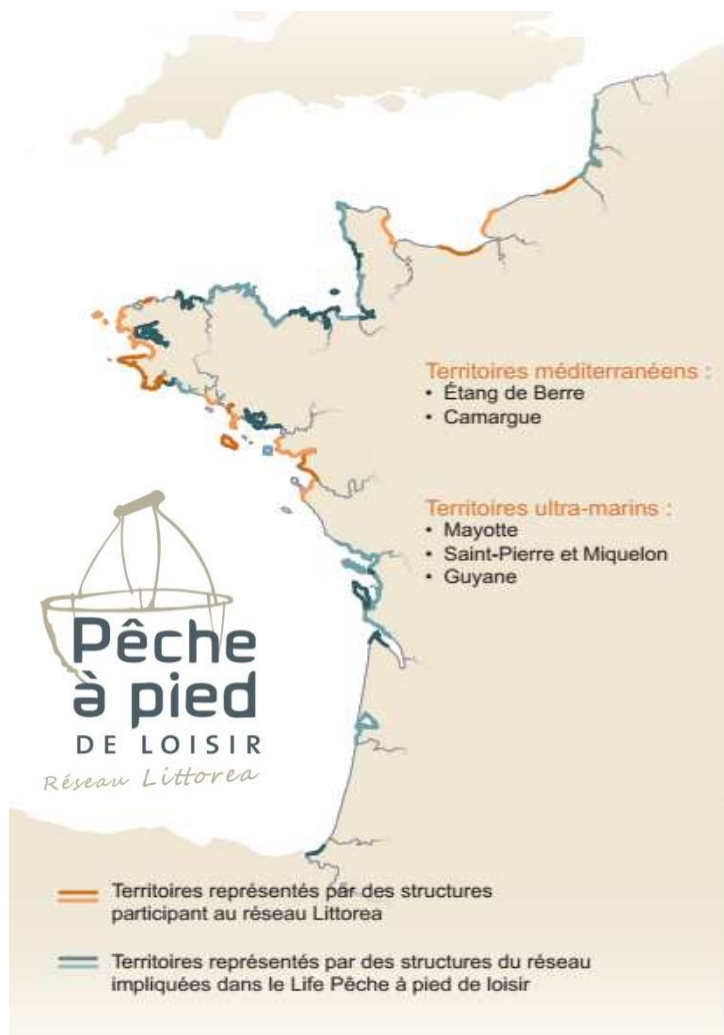 Territoires méditerranéens :
• Étang de Berre
• Camargue
Territoires ultra-marins :
• Mayotte
• Saint-Pierre et Miquelon
• Guyane
Pêche
à pied
DE LOISIR
Réseau Littorea
Territoires représentés par des structures
participant au réseau Littorea
Territoires représentés par des structures du réseau
impliquées dans le Life Pêche à pied de loisir